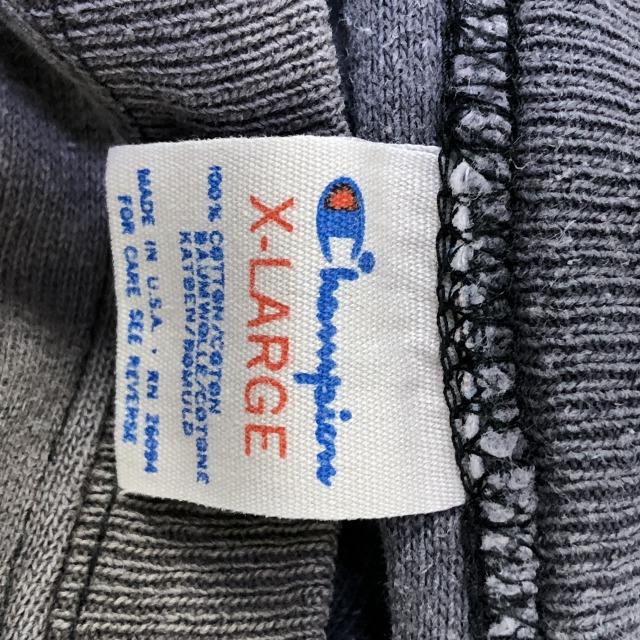 Champion
X-LARGE
100% COTTON/COTON
BAUMWOLLE/COTONE
KATOEN/BOMULD
MADE IN U.S.A. · RN 26094
FOR CARE SEE REVERSE